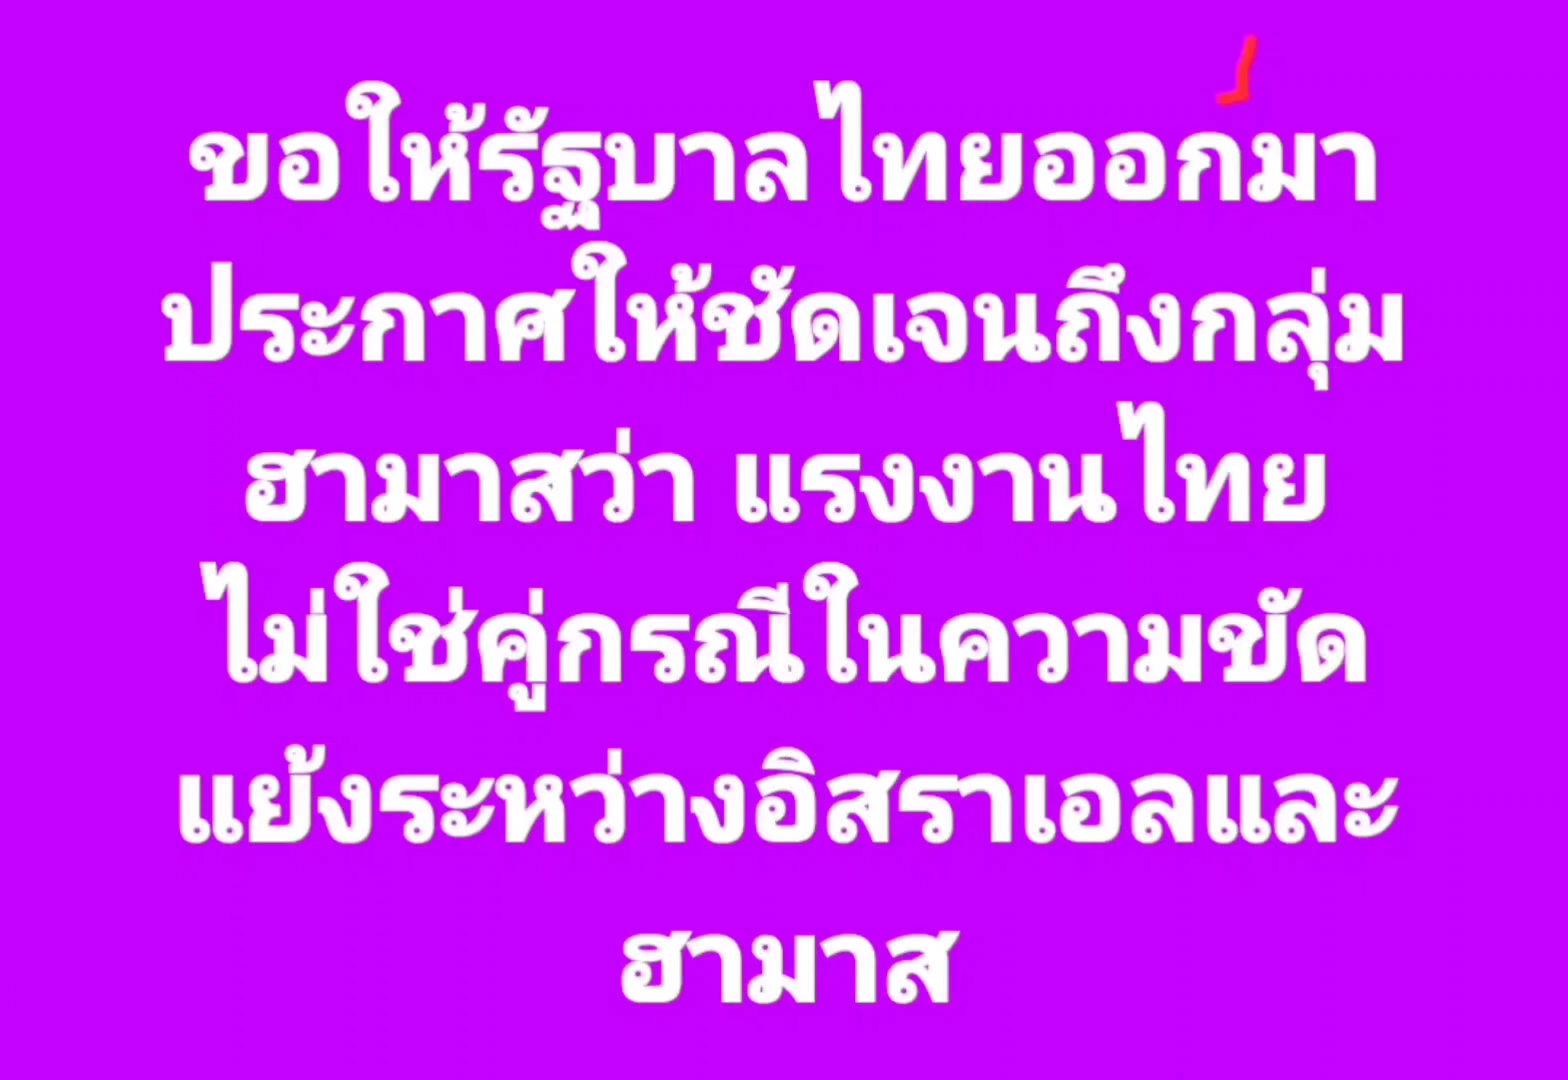 ขอให้รัฐบาลไทยออกมา
ประกาศให้ชัดเจนถึงกลุ่ม
ฮามาสว่า แรงงานไทย
ไม่ใช่คู่กรณีในความขัด
แย้งระหว่างอิสราเอลและ
ฮามาส